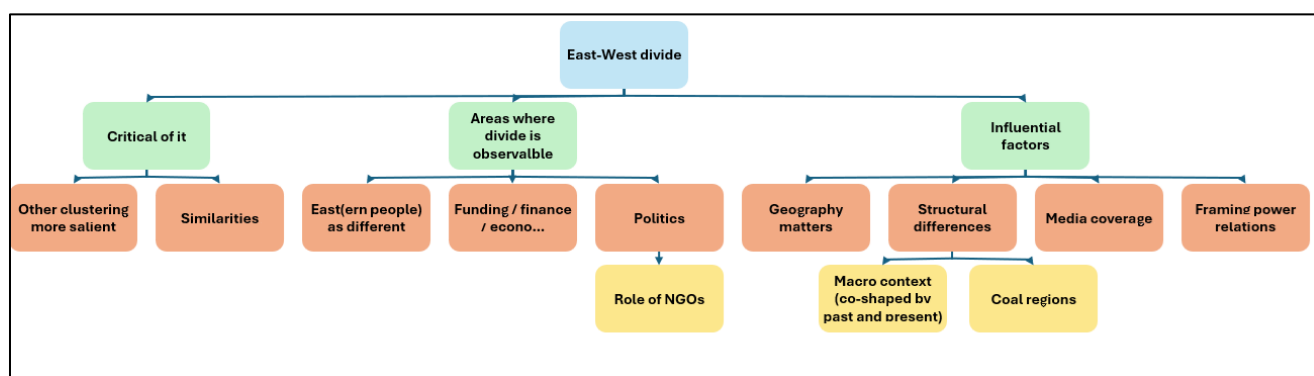 East-West divide
Critical of it
Areas where
divide is
observalble
Influential
factors
Other clustering
more salient
Similarities
East(ern people)
as different
Funding / finance
/ econo...
Politics
Geography
matters
Structural
differences
Media coverage
Framing power
relations
Role of NGOs
Macro context
(co-shaped by
past and present)
Coal regions